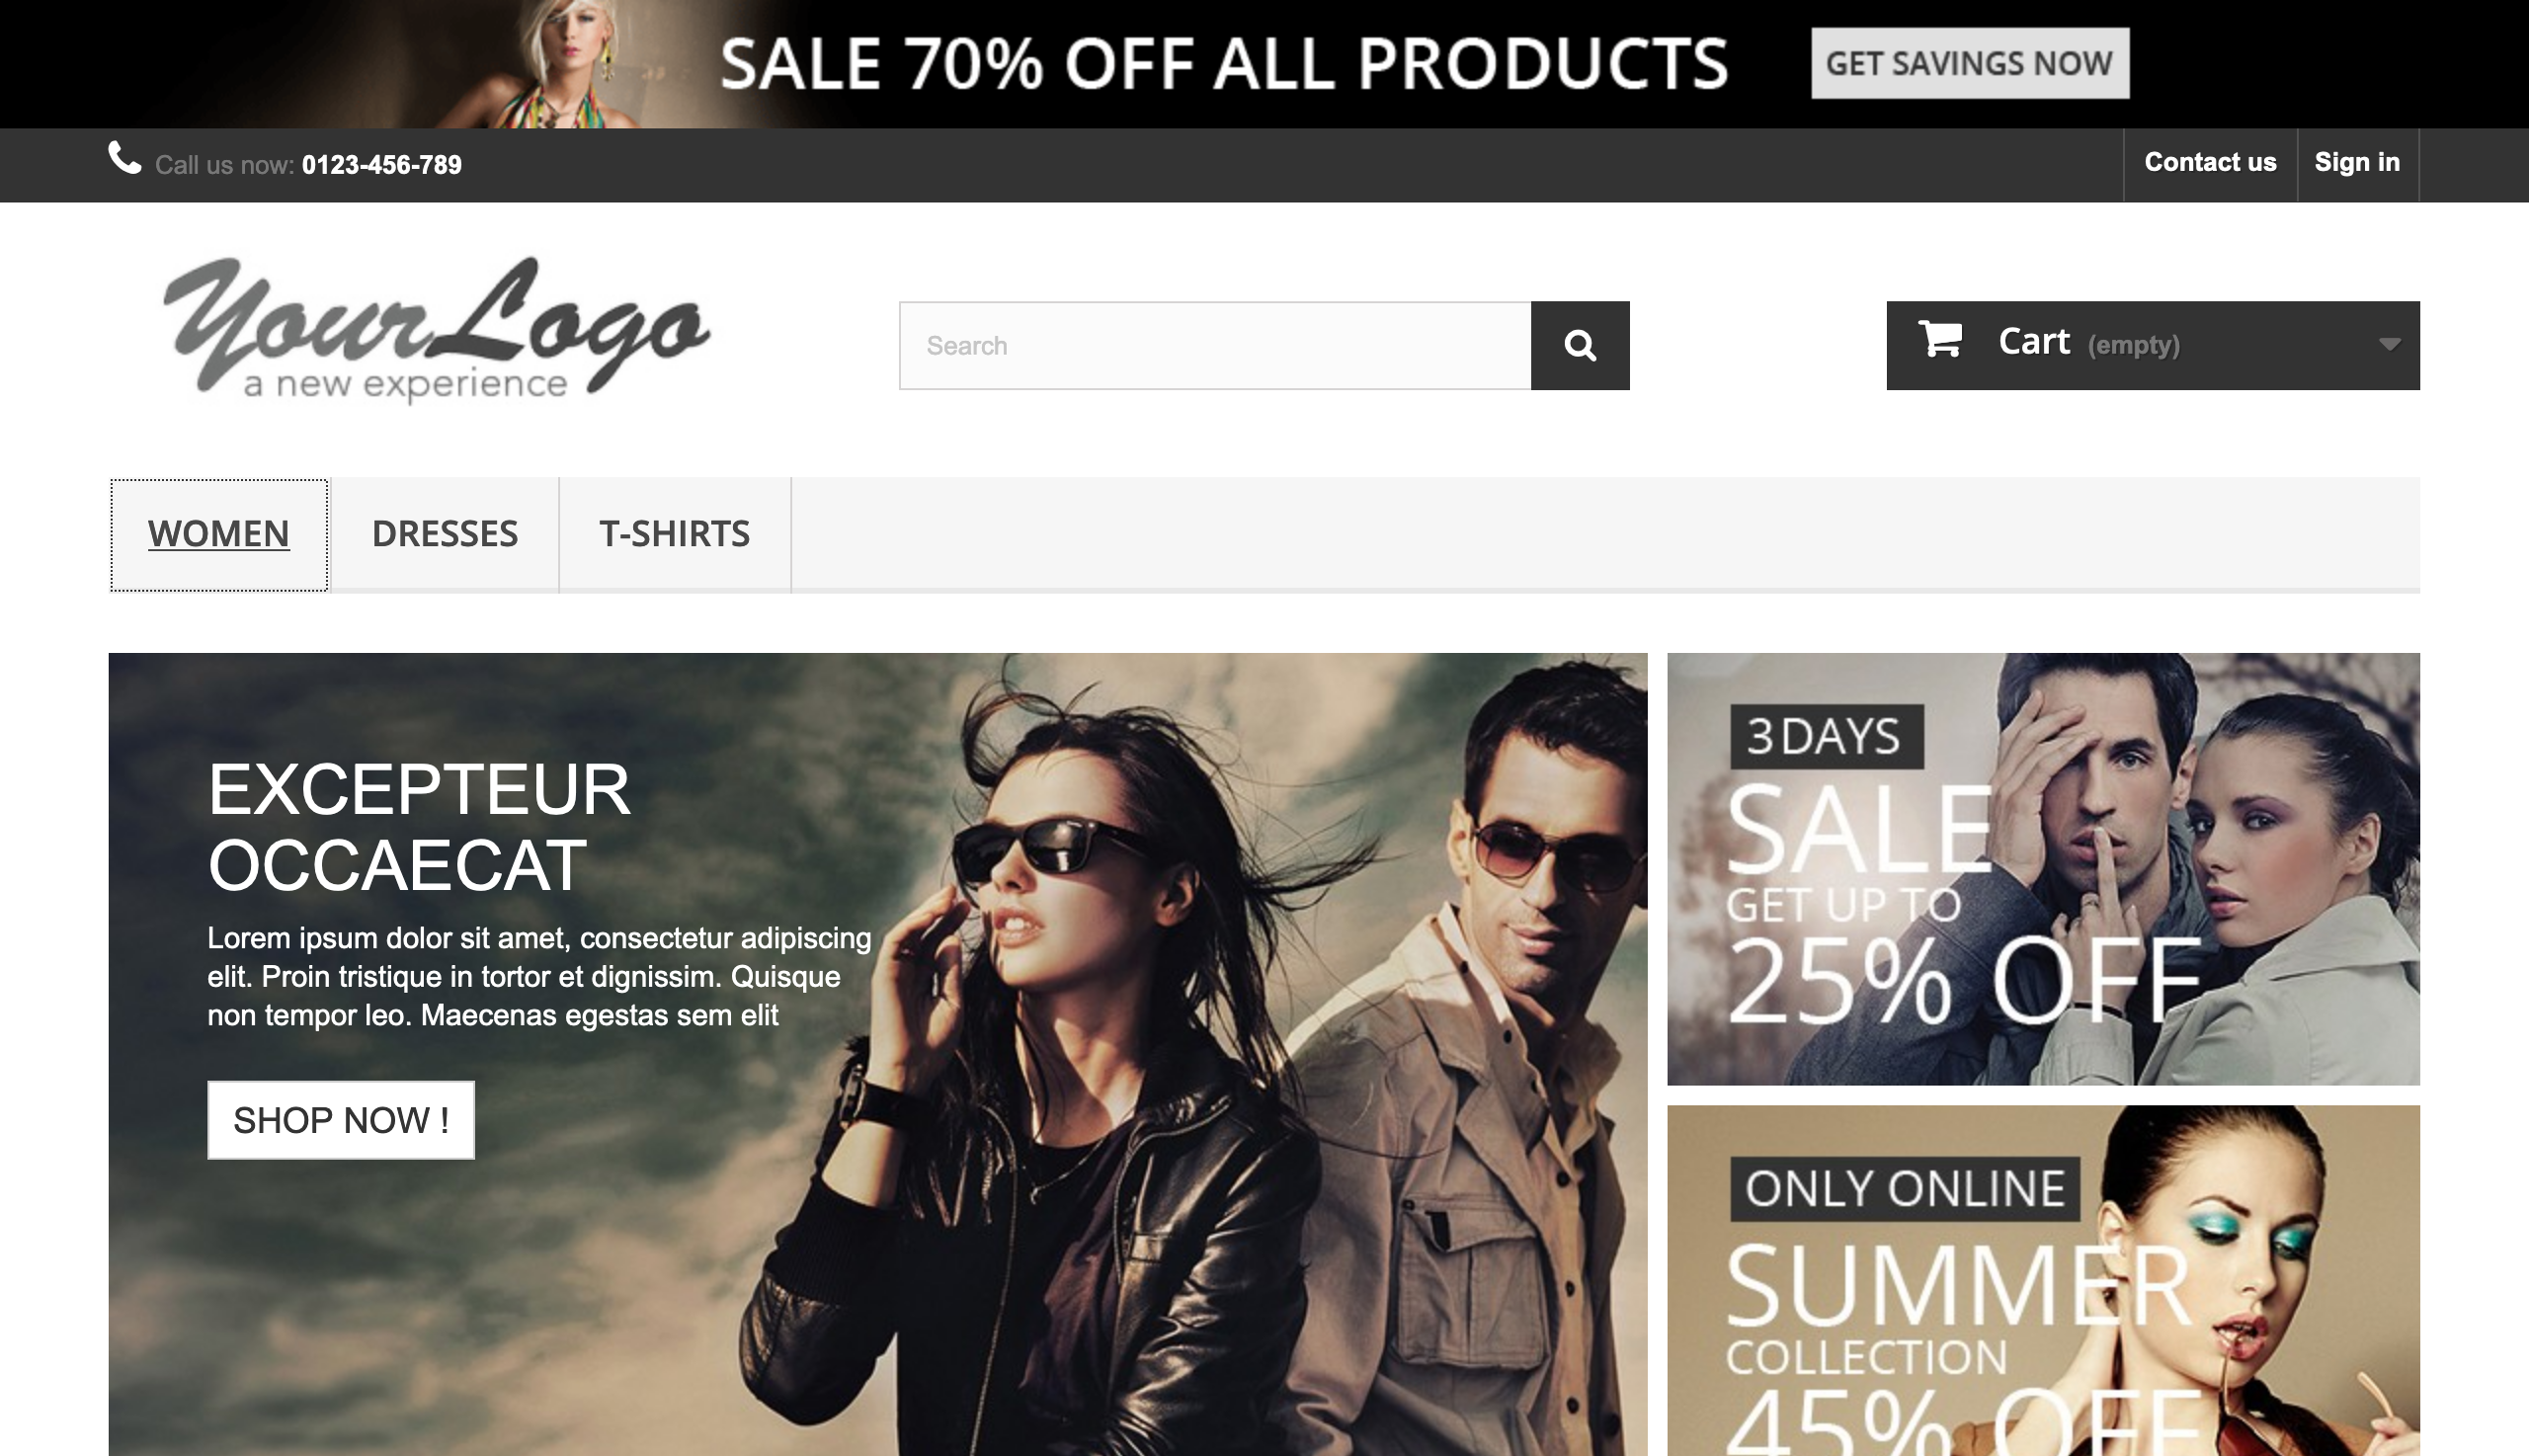 SALE 70% OFF ALL PRODUCTS
GET SAVINGS NOW
Call us now: 0123-456-789
Contact us
Sign in
YourLogo
a new experience
Search
Cart (empty)
WOMEN
DRESSES
T-SHIRTS
EXCEPTEUR
OCCAECAT
Lorem ipsum dolor sit amet, consectetur adipiscing
elit. Proin tristique in tortor et dignissim. Quisque
non tempor leo. Maecenas egestas sem elit
SHOP NOW !
3 DAYS
SALE
GET UP TO
25% OFF
ONLY ONLINE
SUMMER
COLLECTION
45% OFF